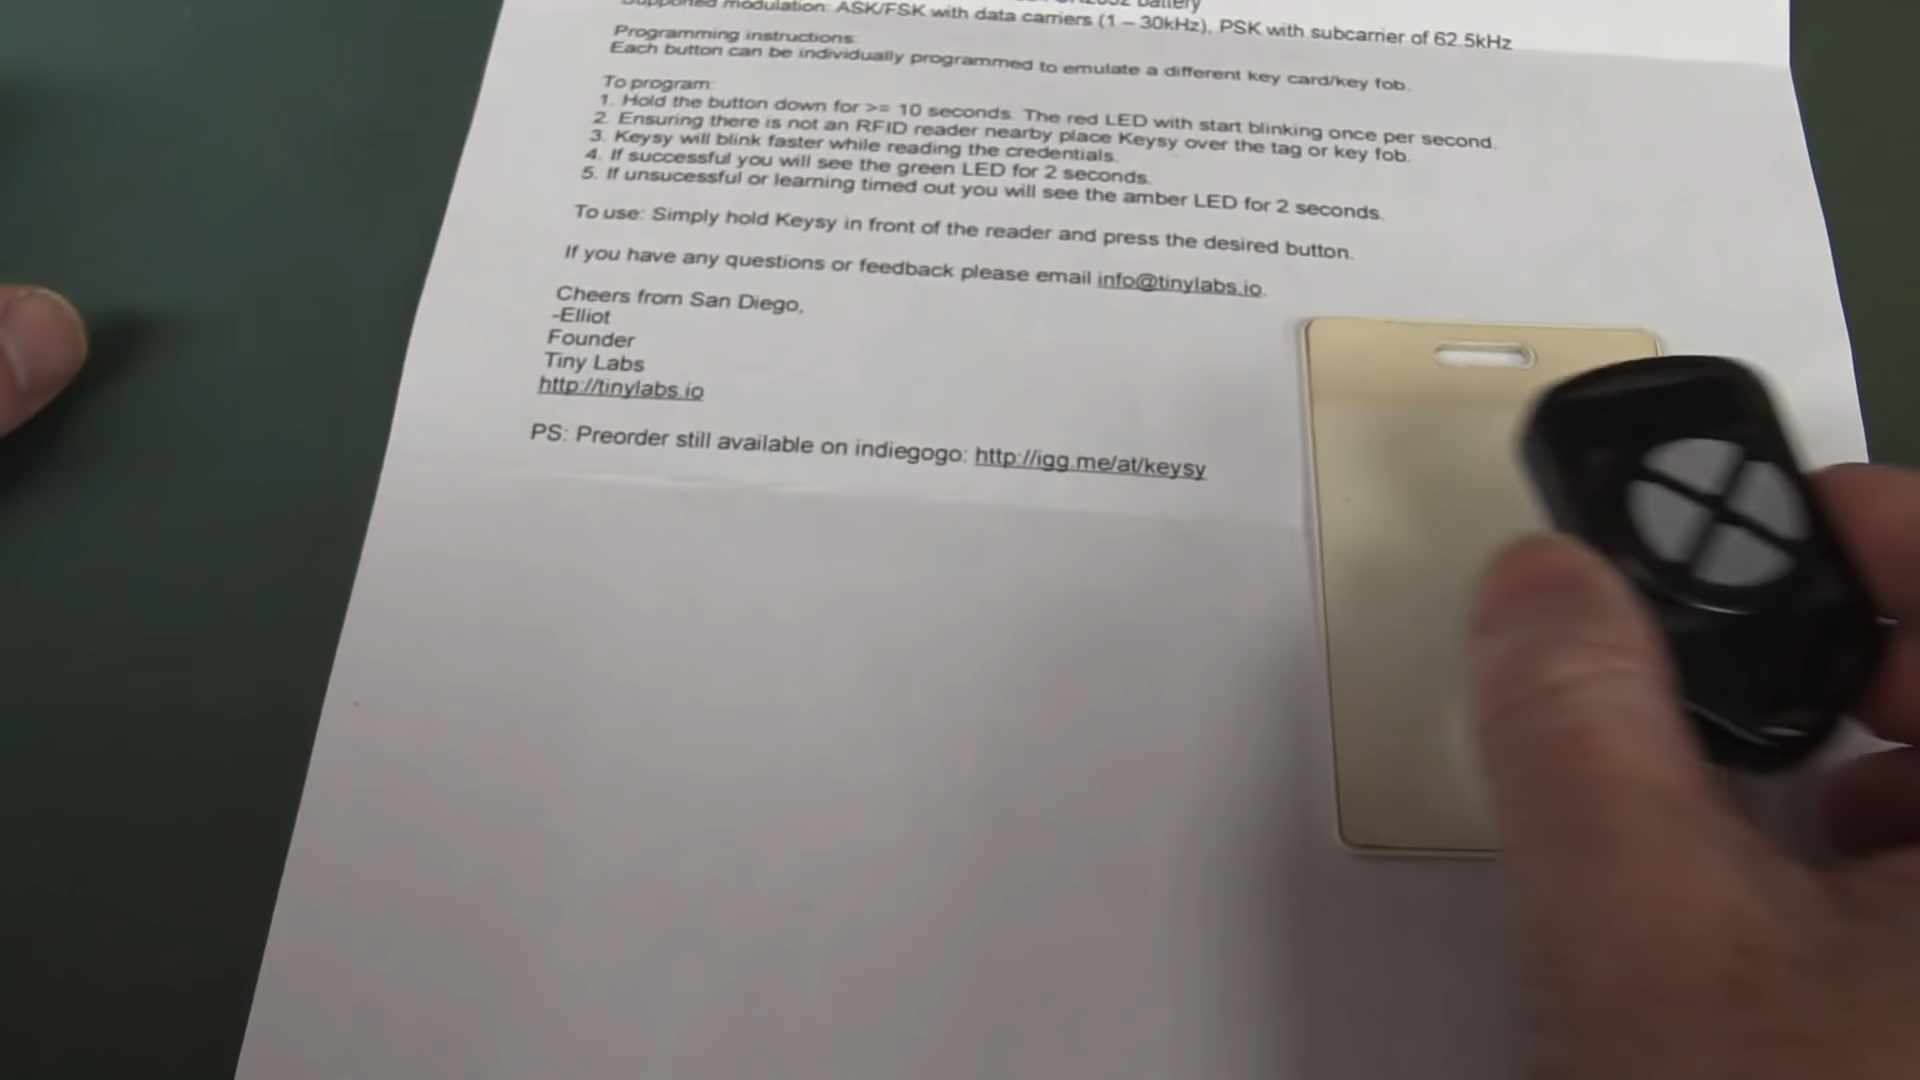 battery
Supported modulation: ASK/FSK with data carriers (1 – 30kHz), PSK with subcarrier of 62.5kHz
Programming instructions:
Each button can be individually programmed to emulate a different key card/key fob.
To program:
1. Hold the button down for >= 10 seconds. The red LED with start blinking once per second.
2. Ensuring there is not an RFID reader nearby place Keysy over the tag or key fob.
3. Keysy will blink faster while reading the credentials.
4. If successful you will see the green LED for 2 seconds.
5. If unsucessful or learning timed out you will see the amber LED for 2 seconds.
To use: Simply hold Keysy in front of the reader and press the desired button.
If you have any questions or feedback please email info@tinylabs.io.
Cheers from San Diego,
-Elliot
Founder
Tiny Labs
http://tinylabs.io
PS: Preorder still available on indiegogo: http://igg.me/at/keysy